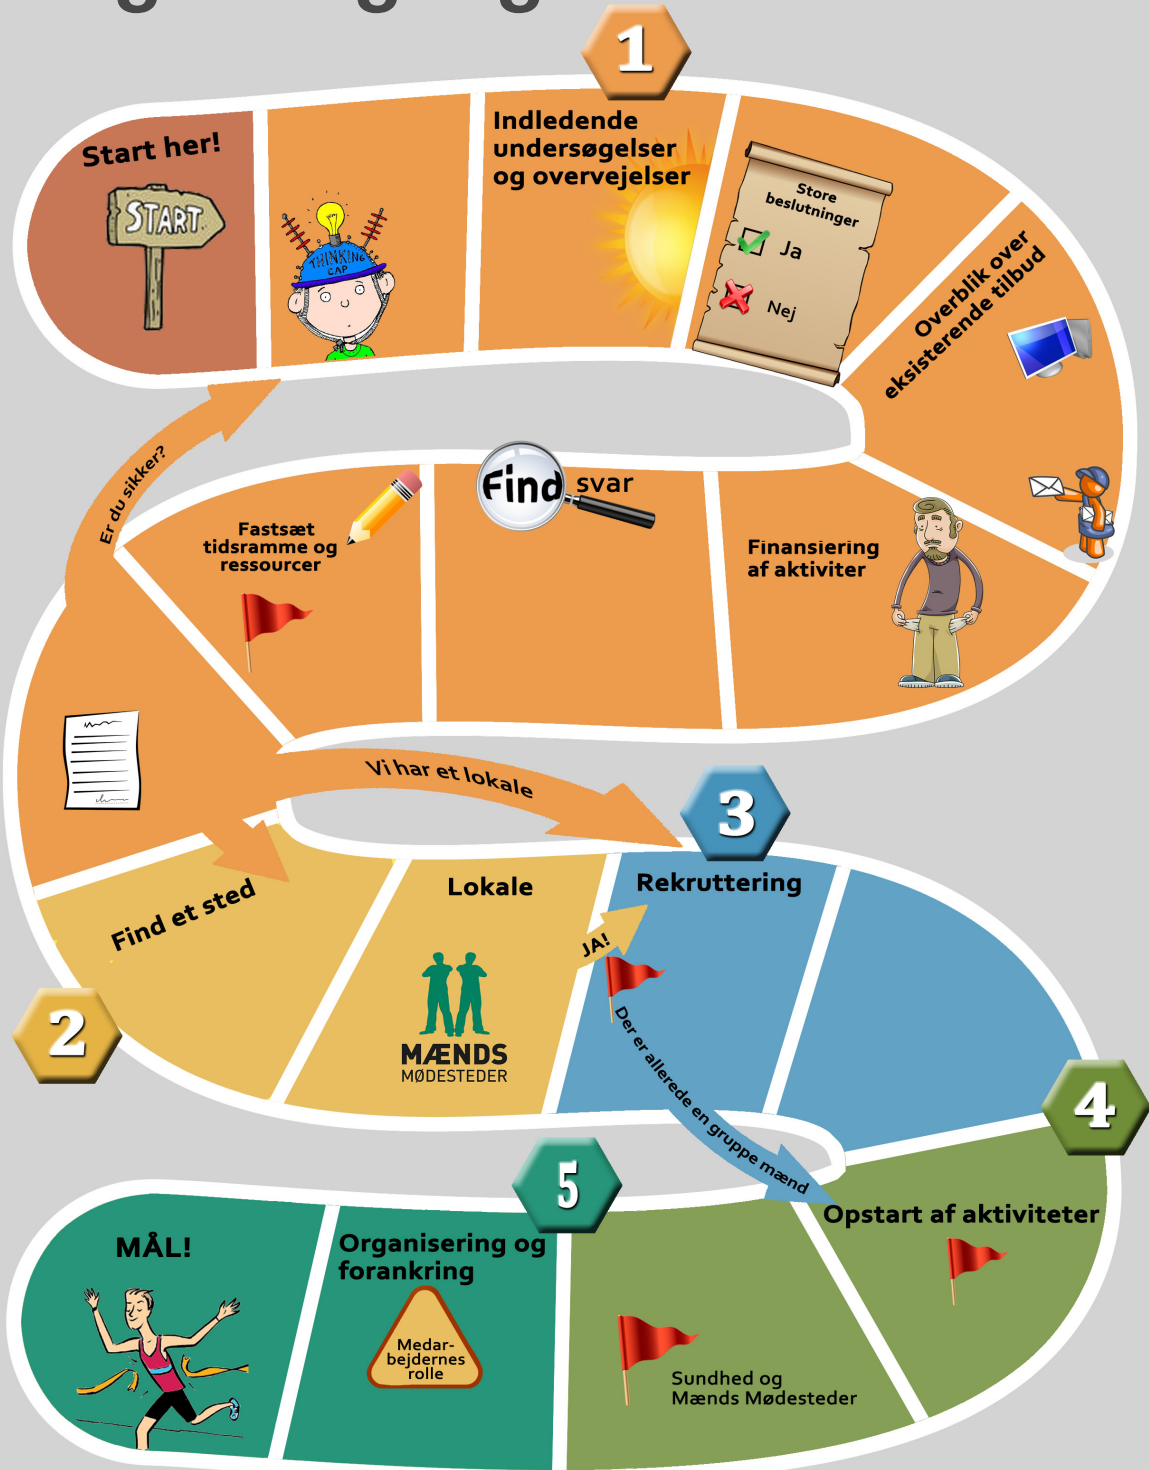 1
Start her!
START
THINKING
CAP
Indledende
undersøgelser
og overvejelser
Store
beslutninger
Ja
Nej
Overblik over
eksisterende tilbud
Er du sikker?
Fastsæt
tidsramme og
ressourcer
Find svar
Finansiering
af aktiviter
Vi har et lokale
3
Find et sted
Lokale
Rekruttering
JA!
MÆNDS
MØDESTEDER
2
Der er allerede en gruppe mænd
4
5
Opstart af aktiviteter
MÅL!
Organisering og
forankring
Medar-
bejdernes
rolle
Sundhed og
Mænds Mødesteder